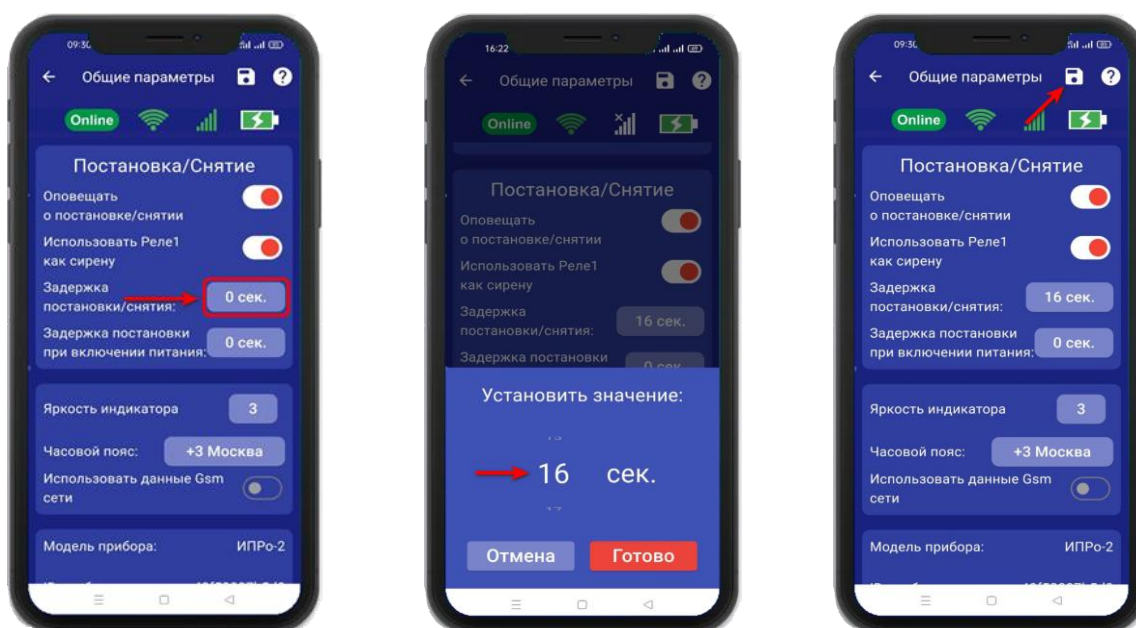 09:30
Общие параметры
Online
Постановка/Снятие
Оповещать
о постановке/снятии
Использовать Реле1
как сирену
Задержка
постановки/снятия:
0 сек.
Задержка постановки
при включении питания:
0 сек.
Яркость индикатора
3
Часовой пояс:
+3 Москва
Использовать данные Gsm
сети
Модель прибора:
ИПРо-2
16:22
Общие параметры
Online
Постановка/Снятие
Оповещать
о постановке/снятии
Использовать Реле1
как сирену
Задержка
постановки/снятия:
16 сек.
Задержка постановки
0 сек.
Установить значение:
16 сек.
Отмена
Готово
09:30
Общие параметры
Online
Постановка/Снятие
Оповещать
о постановке/снятии
Использовать Реле1
как сирену
Задержка
постановки/снятия:
16 сек.
Задержка постановки
при включении питания:
0 сек.
Яркость индикатора
3
Часовой пояс:
+3 Москва
Использовать данные Gsm
сети
Модель прибора:
ИПРо-2